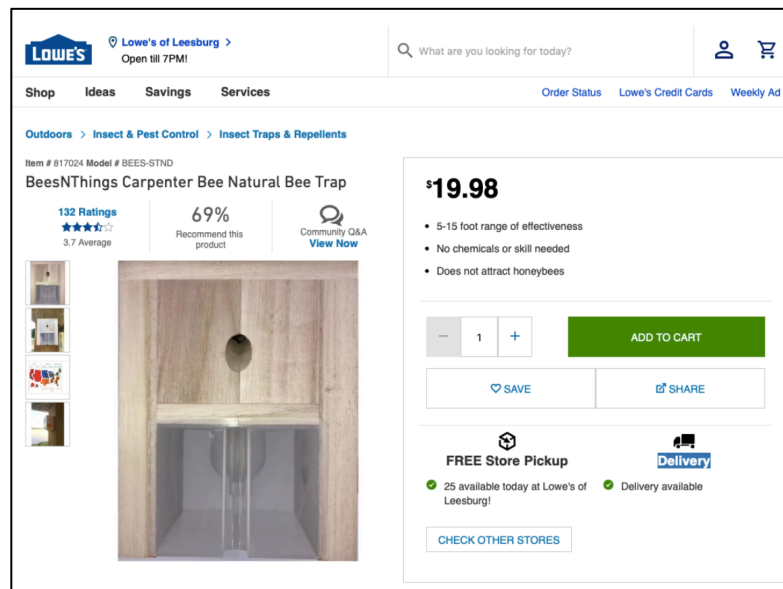 LOWE'S
Lowe's of Leesburg >
Open till 7PM!
What are you looking for today?
Shop Ideas Savings Services
Order Status Lowe's Credit Cards Weekly Ad
Outdoors > Insect & Pest Control > Insect Traps & Repellents
Item # 817024 Model # BEES-STND
BeesNThings Carpenter Bee Natural Bee Trap
132 Ratings
3.7 Average
69%
Recommend this
product
Community Q&A
View Now
$19.98
• 5-15 foot range of effectiveness
• No chemicals or skill needed
• Does not attract honeybees
− 1 +
ADD TO CART
SAVE
SHARE
FREE Store Pickup
25 available today at Lowe's of
Leesburg!
Delivery
Delivery available
CHECK OTHER STORES